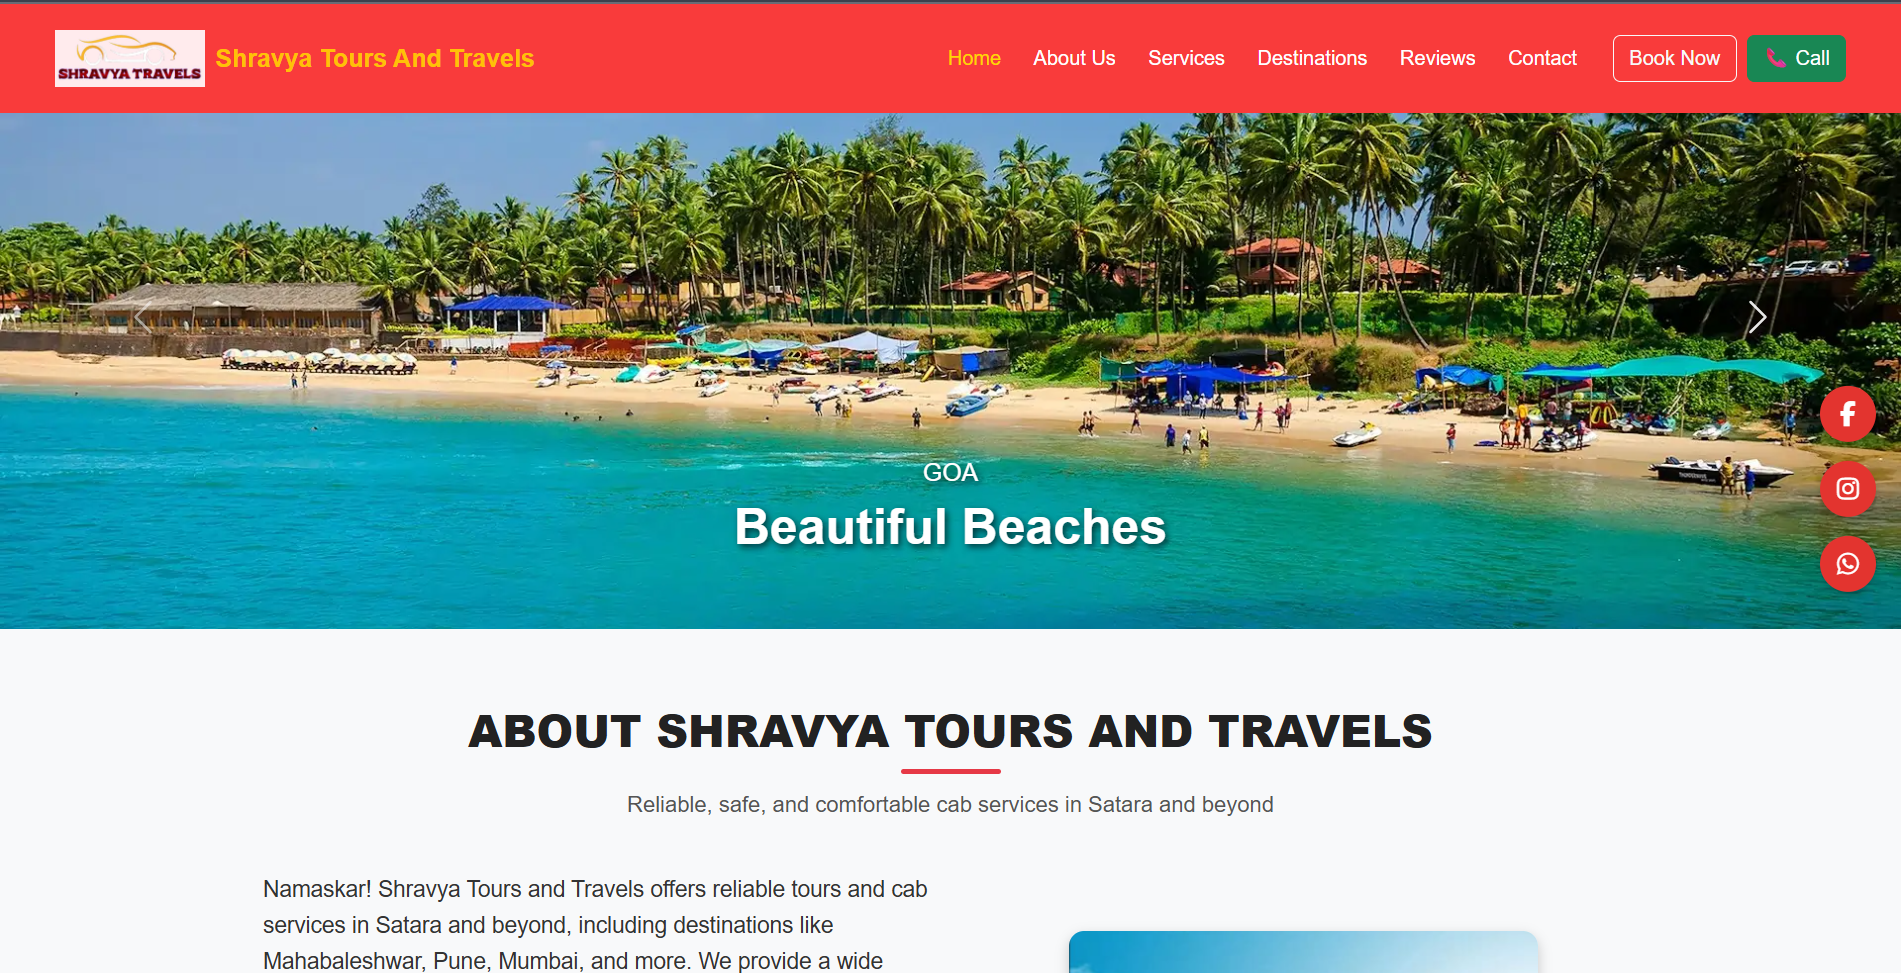 SHRAVYA TRAVELS
Shravya Tours And Travels
Home
About Us
Services
Destinations
Reviews
Contact
Book Now
Call
GOA
Beautiful Beaches
ABOUT SHRAVYA TOURS AND TRAVELS
Reliable, safe, and comfortable cab services in Satara and beyond
Namaskar! Shravya Tours and Travels offers reliable tours and cab
services in Satara and beyond, including destinations like
Mahabaleshwar, Pune, Mumbai, and more. We provide a wide